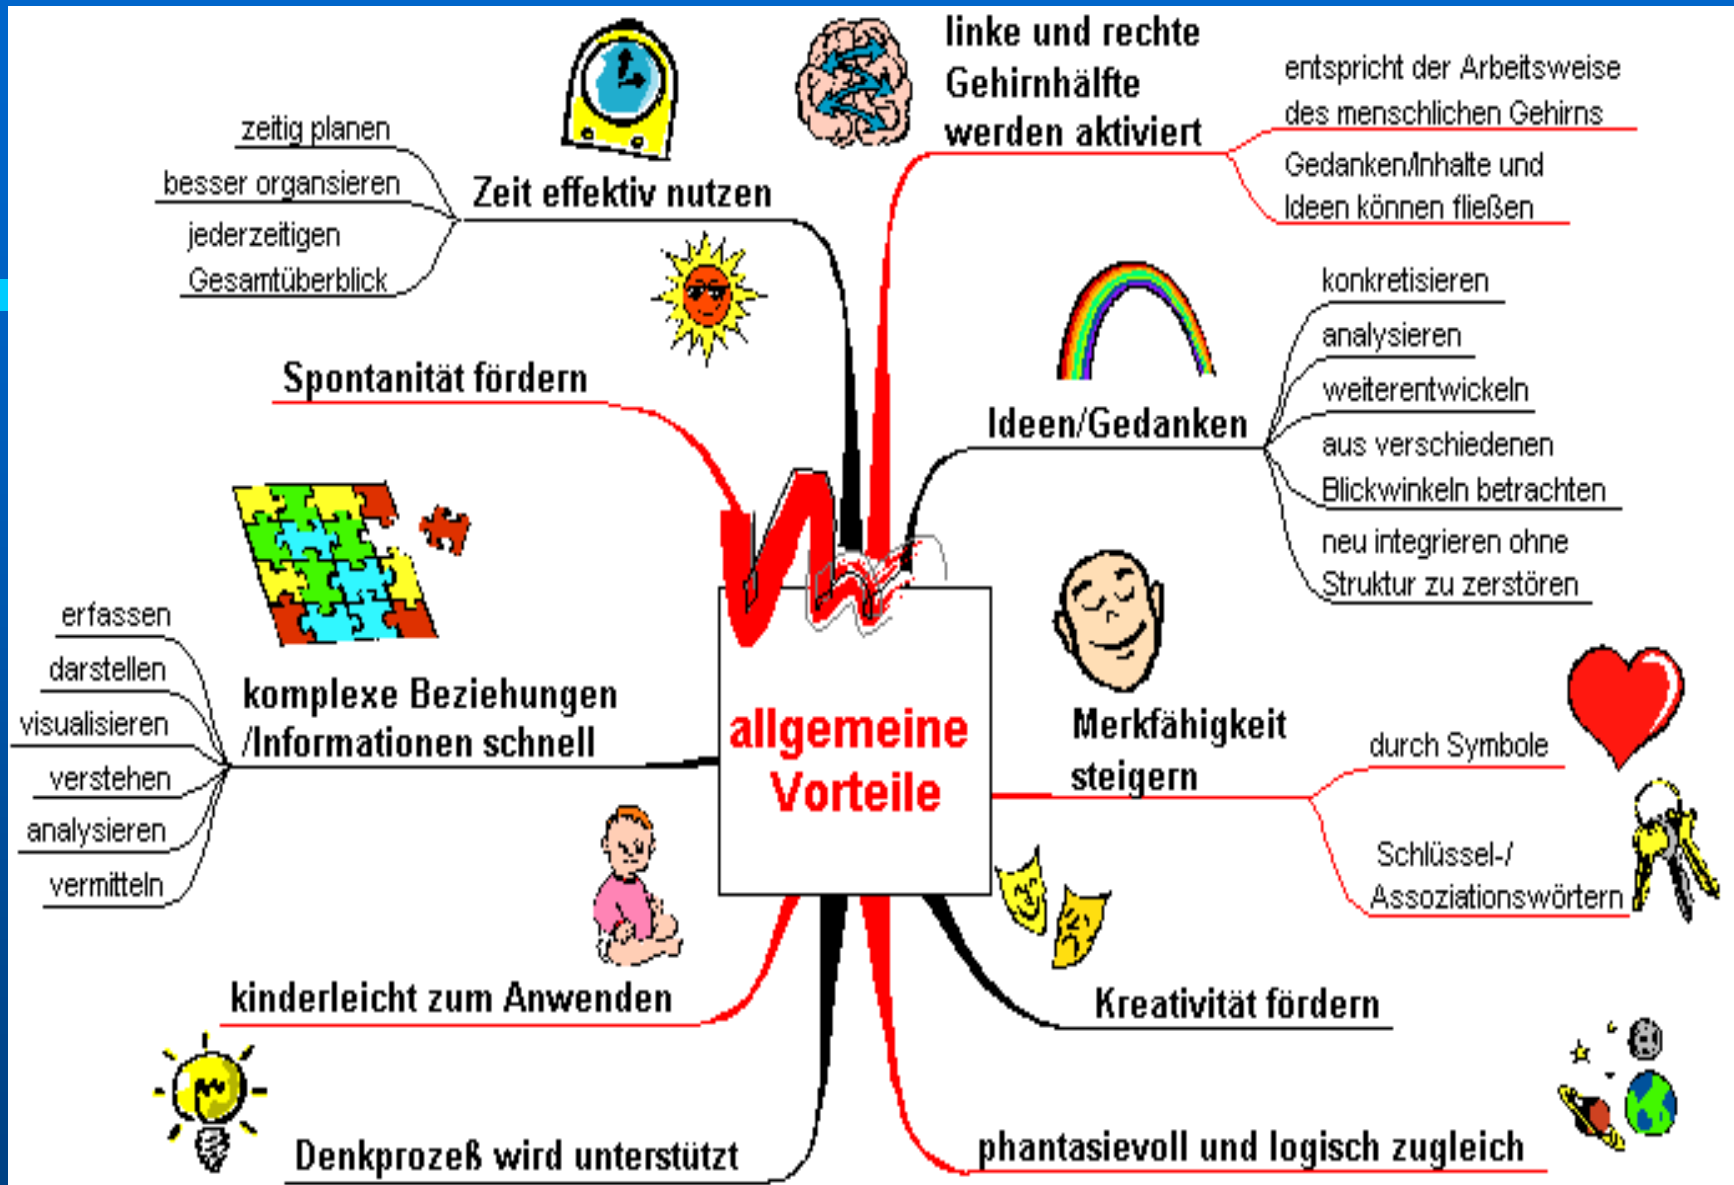 allgemeine
Vorteile
linke und rechte
Gehirnhälfte
werden aktiviert
entspricht der Arbeitsweise
des menschlichen Gehirns
Gedanken/Inhalte und
Ideen können fließen
Ideen/Gedanken
konkretisieren
analysieren
weiterentwickeln
aus verschiedenen
Blickwinkeln betrachten
neu integrieren ohne
Struktur zu zerstören
Merkfähigkeit
steigern
durch Symbole
Schlüssel-/
Assoziationswörtern
Kreativität fördern
phantasievoll und logisch zugleich
Denkprozeß wird unterstützt
kinderleicht zum Anwenden
komplexe Beziehungen
/Informationen schnell
erfassen
darstellen
visualisieren
verstehen
analysieren
vermitteln
Spontanität fördern
Zeit effektiv nutzen
zeitig planen
besser organsieren
jederzeitigen
Gesamtüberblick